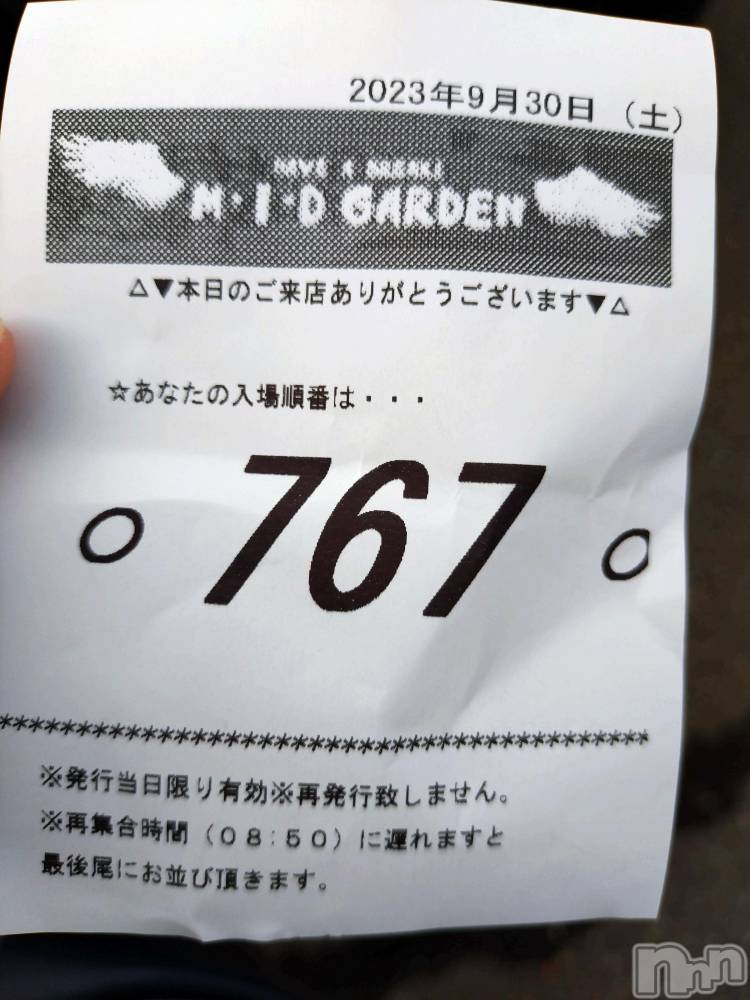 2023年9月30日 (土)
M・I・D GARDEN
△▼本日のご来店ありがとうございます▼△
☆あなたの入場順番は・・・
○ 767 ○
*******************************************
※発行当日限り有効※再発行致しません。
※再集合時間(08:50)に遅れますと
最後尾にお並び頂きます。
nnn